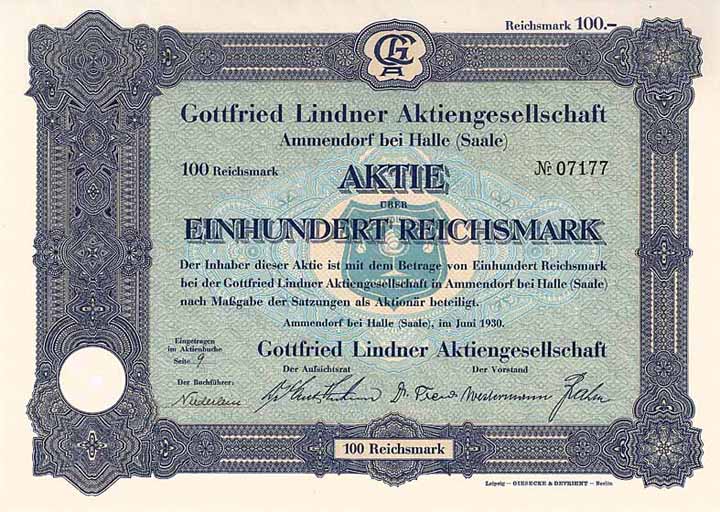 Reichsmark 100.–
GLA
Gottfried Lindner Aktiengesellschaft
Ammendorf bei Halle (Saale)
100 Reichsmark
AKTIE
№ 07177
ÜBER
EINHUNDERT REICHSMARK
Der Inhaber dieser Aktie ist mit dem Betrage von Einhundert Reichsmark
bei der Gottfried Lindner Aktiengesellschaft in Ammendorf bei Halle (Saale)
nach Maßgabe der Satzungen als Aktionär beteiligt.
Ammendorf bei Halle (Saale), im Juni 1930.
Eingetragen
im Aktienbuche
Seite 9
Gottfried Lindner Aktiengesellschaft
Der Aufsichtsrat
Der Vorstand
Der Buchführer:
Westermann
100 Reichsmark
Leipzig – GIESECKE & DEVRIENT – Berlin